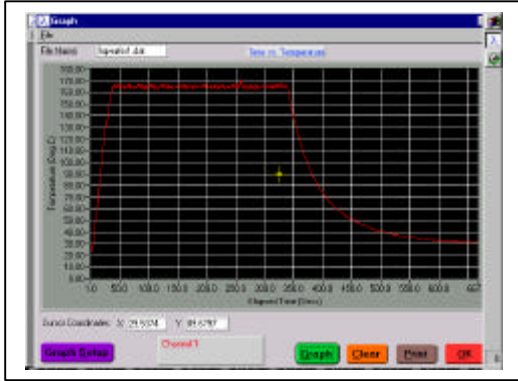 Graph
File
File Name
Time vs. Temperature
Temperature (Deg C)
180.00
170.00
160.00
150.00
140.00
130.00
120.00
110.00
100.00
90.00
80.00
70.00
60.00
50.00
40.00
30.00
20.00
10.00
1.0 50.0 100.0 150.0 200.0 250.0 300.0 350.0 400.0 450.0 500.0 550.0 600.0
Elapsed Time (Secs)
Cursor Coordinates: X: Y:
Channel 1
Graph Setup
Graph Clear Print OK